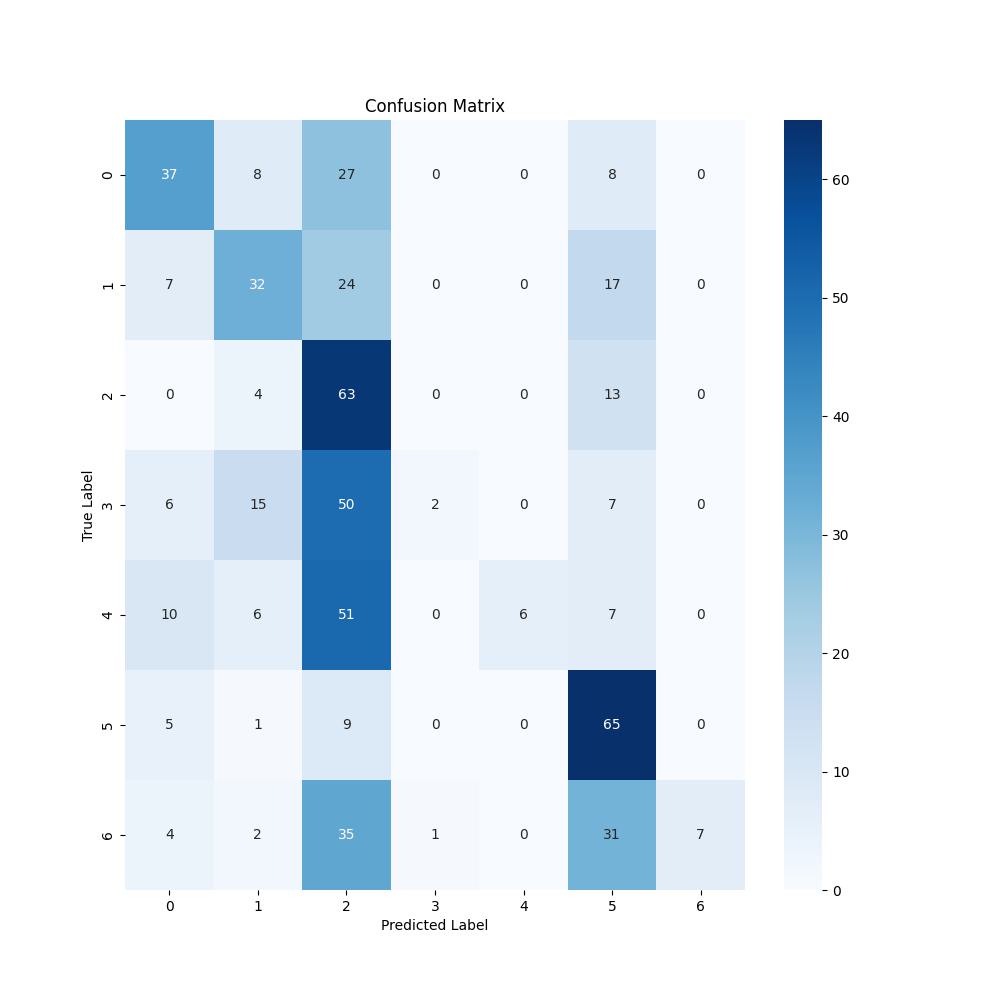 Confusion Matrix
0 37 8 27 0 0 8 0
1 7 32 24 0 0 17 0
2 0 4 63 0 0 13 0
3 6 15 50 2 0 7 0
4 10 6 51 0 6 7 0
5 5 1 9 0 0 65 0
6 4 2 35 1 0 31 7
0 1 2 3 4 5 6
Predicted Label
True Label
60
50
40
30
20
10
0